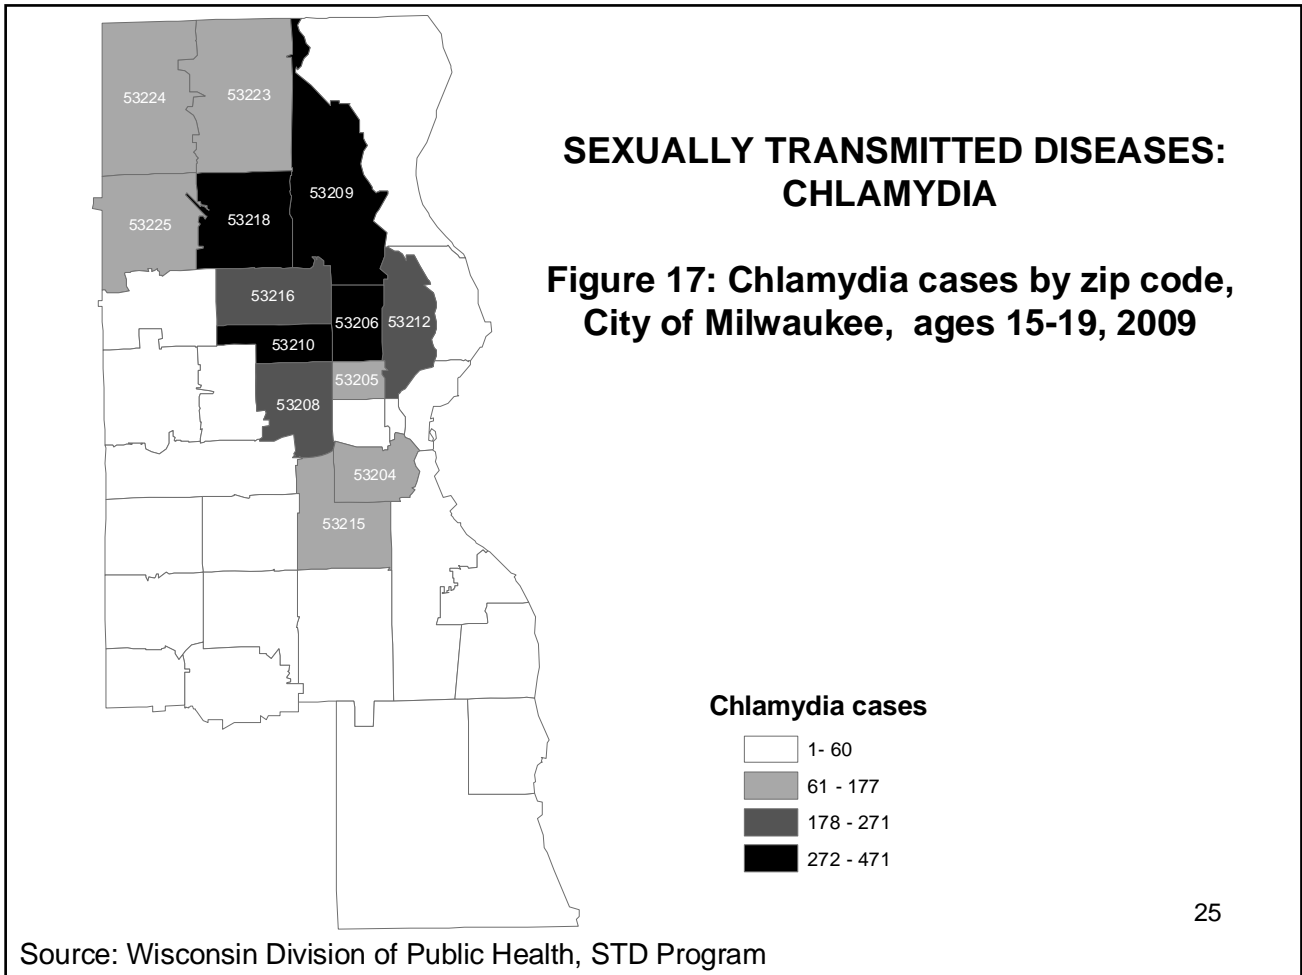 SEXUALLY TRANSMITTED DISEASES:
CHLAMYDIA
Figure 17: Chlamydia cases by zip code,
City of Milwaukee, ages 15-19, 2009
53224
53223
53209
53225
53218
53216
53206
53212
53210
53205
53208
53204
53215
Chlamydia cases
1- 60
61 - 177
178 - 271
272 - 471
25
Source: Wisconsin Division of Public Health, STD Program